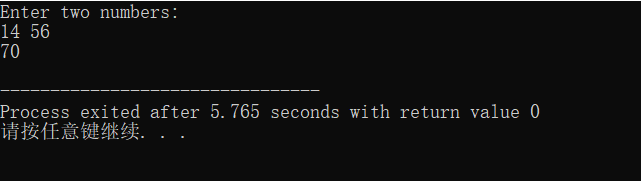 Enter two numbers:
14 56
70
--------------------------------
Process exited after 5.765 seconds with return value 0
请按任意键继续. . .